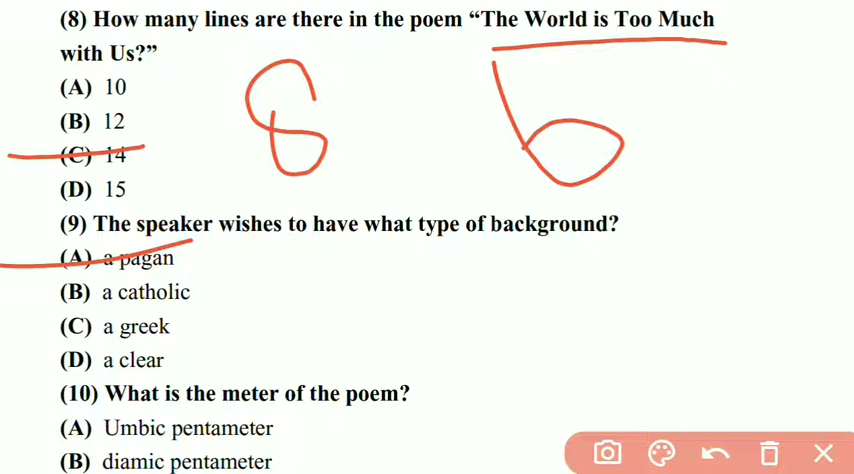 (8) How many lines are there in the poem “The World is Too Much
with Us?”
(A) 10
(B) 12
(C) 14
(D) 15
8 6
(9) The speaker wishes to have what type of background?
(A) a pagan
(B) a catholic
(C) a greek
(D) a clear
(10) What is the meter of the poem?
(A) Umbic pentameter
(B) diamic pentameter